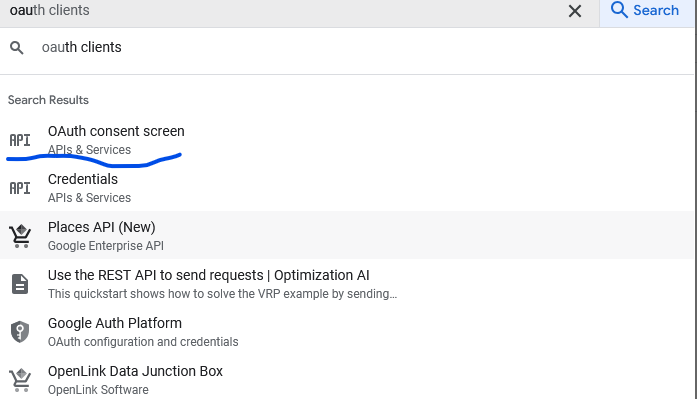 oauth clients
Search
oauth clients
Search Results
API
OAuth consent screen
APIs & Services
API
Credentials
APIs & Services
Places API (New)
Google Enterprise API
Use the REST API to send requests | Optimization AI
This quickstart shows how to solve the VRP example by sending...
Google Auth Platform
OAuth configuration and credentials
OpenLink Data Junction Box
OpenLink Software